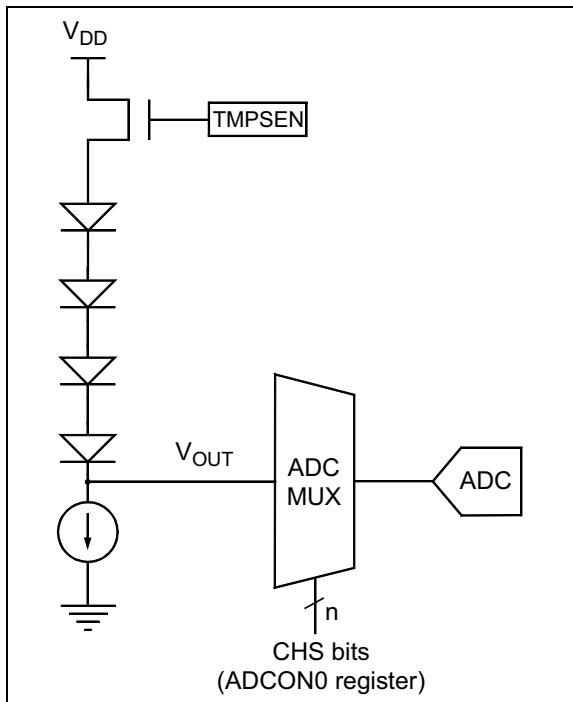 VDD
TMPSEN
VOUT
ADC
MUX
ADC
n
CHS bits
(ADCON0 register)